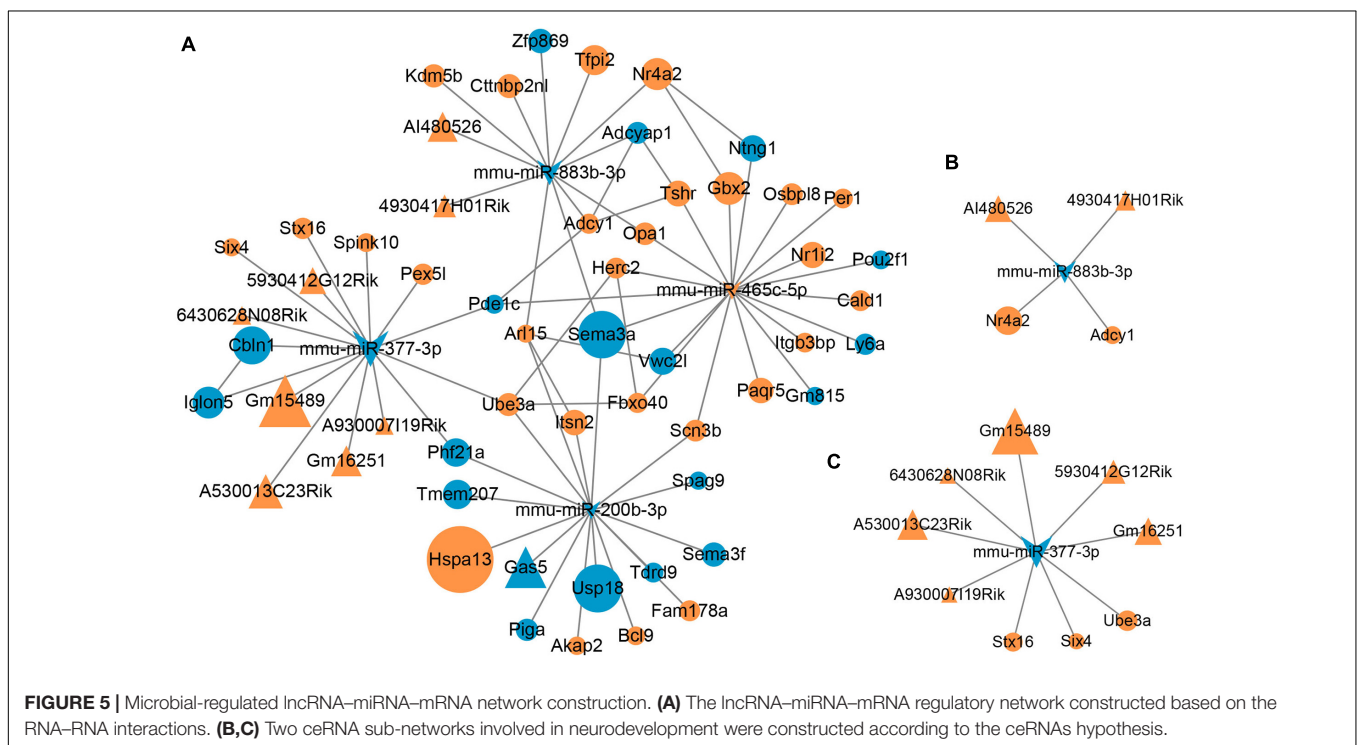 A
Zfp869
Tfpi2
Kdm5b
Cttnbp2nl
Nr4a2
AI480526
Adcyap1
Ntng1
mmu-miR-883b-3p
4930417H01Rik
Tshr
Gbx2
Osbpl8
Per1
Adcy1
Opa1
Stx16
Spink10
Six4
Nr1i2
Pou2f1
5930412G12Rik
Pex5l
Herc2
mmu-miR-465c-5p
Cald1
6430628N08Rik
Pde1c
Cbln1
mmu-miR-377-3p
Arl15
Sema3a
Itgb3bp
Ly6a
Vwc2l
Iglon5
Gm15489
Ube3a
Fbxo40
Paqr5
Gm815
A930007I19Rik
Itsn2
Scn3b
Gm16251
Phf21a
A530013C23Rik
Tmem207
Spag9
mmu-miR-200b-3p
Hspa13
Gas5
Usp18
Tdrd9
Sema3f
Fam178a
Piga
Akap2
Bcl9
B
AI480526
4930417H01Rik
mmu-miR-883b-3p
Nr4a2
Adcy1
C
Gm15489
6430628N08Rik
5930412G12Rik
A530013C23Rik
Gm16251
mmu-miR-377-3p
A930007I19Rik
Ube3a
Stx16
Six4
FIGURE 5 | Microbial-regulated lncRNA–miRNA–mRNA network construction. (A) The lncRNA–miRNA–mRNA regulatory network constructed based on the
RNA–RNA interactions. (B,C) Two ceRNA sub-networks involved in neurodevelopment were constructed according to the ceRNAs hypothesis.